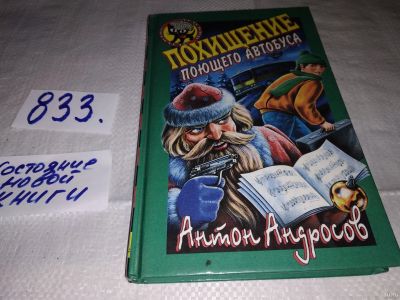 ПОХИЩЕНИЕ
ПОЮЩЕГО АВТОБУСА
Антон Андросов
833.
Состояние
новой
книги